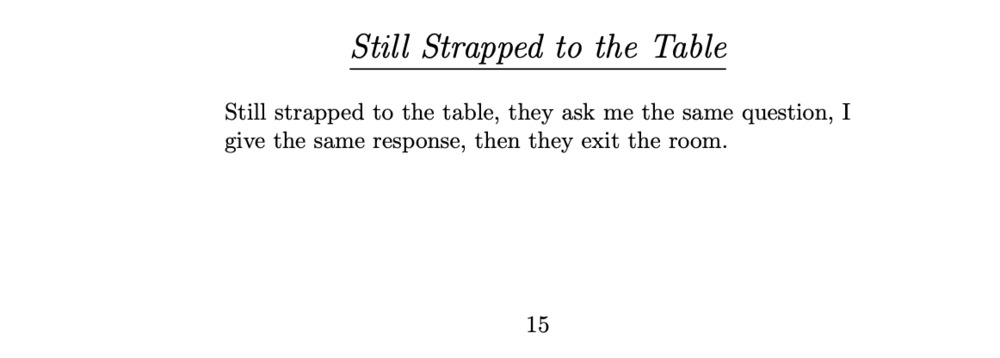 Still Strapped to the Table
Still strapped to the table, they ask me the same question, I
give the same response, then they exit the room.
15